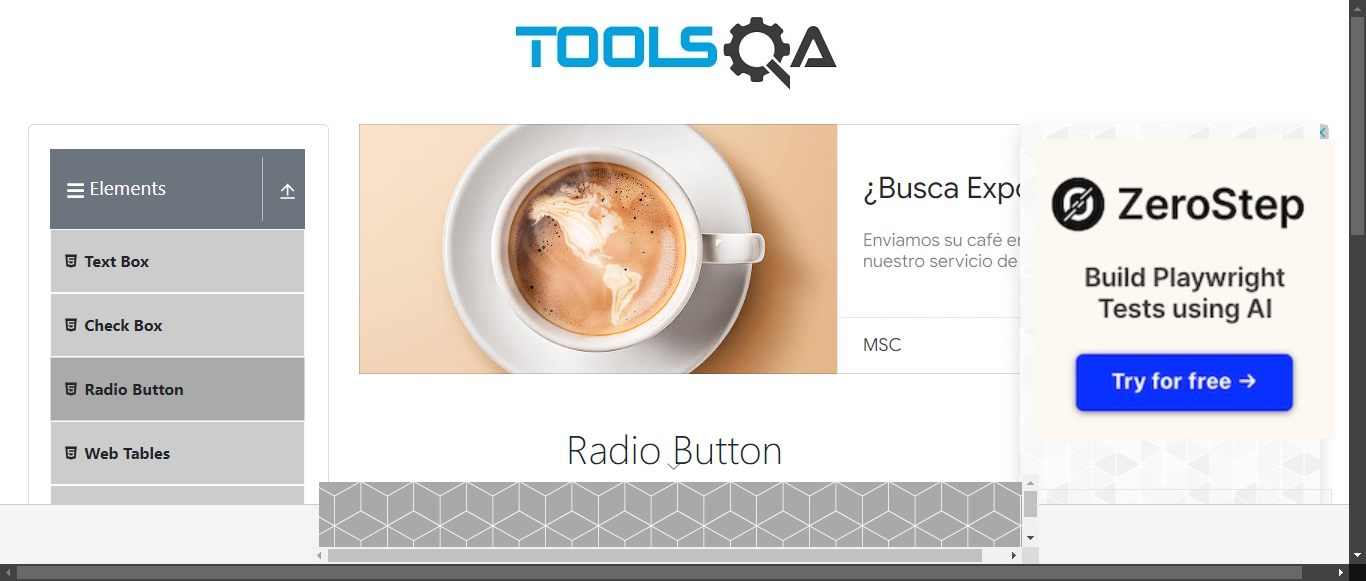 TOOLSQA
Elements
Text Box
Check Box
Radio Button
Web Tables
¿Busca Expo
Enviamos su café en
nuestro servicio de
MSC
ZeroStep
Build Playwright
Tests using AI
Try for free →
Radio Button